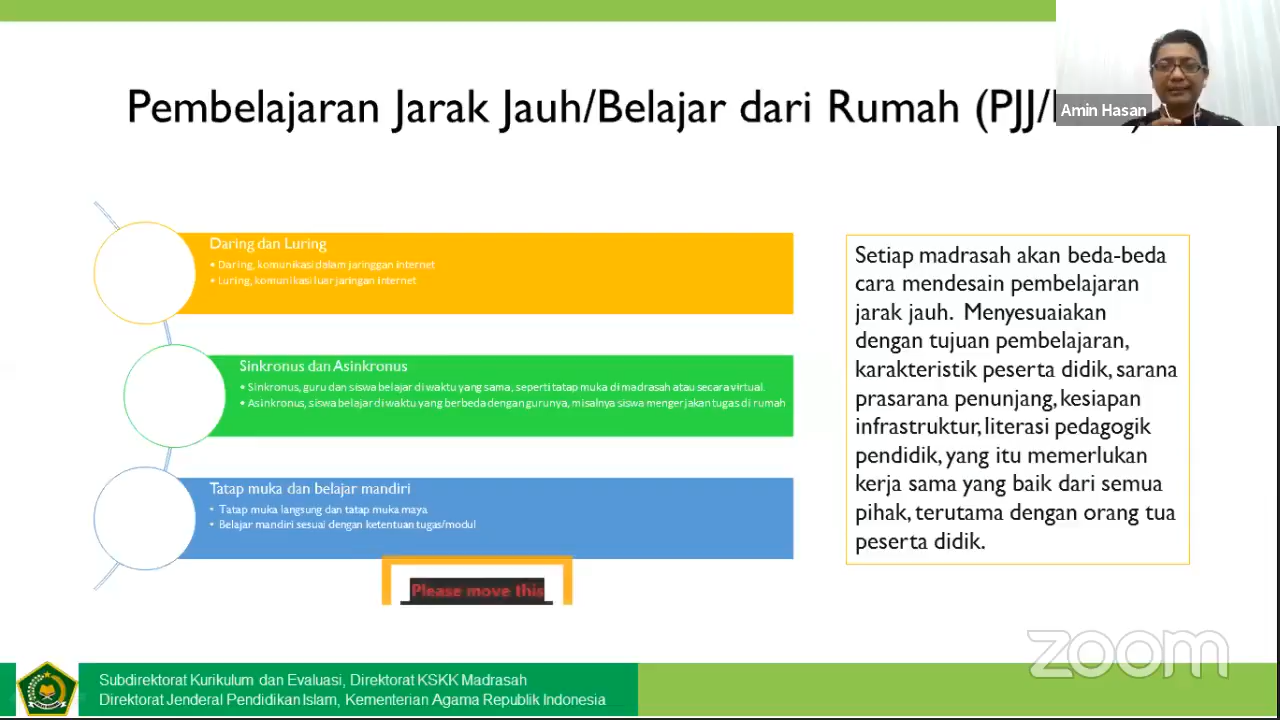 Pembelajaran Jarak Jauh/Belajar dari Rumah (PJJ/
Amin Hasan
Daring dan Luring
• Daring, komunikasi dalam jaringgan internet
• Luring, komunikasi luar jaringan internet
Sinkronus dan Asinkronus
• Sinkronus, guru dan siswa belajar di waktu yang sama, seperti tatap muka di madrasah atau secara virtual.
• Asinkronus, siswa belajar di waktu yang berbeda dengan gurunya, misalnya siswa mengerjakan tugas di rumah
Tatap muka dan belajar mandiri
• Tatap muka langsung dan tatap muka maya
• Belajar mandiri sesuai dengan ketentuan tugas/modul
Please move this
Setiap madrasah akan beda-beda
cara mendesain pembelajaran
jarak jauh. Menyesuaiakan
dengan tujuan pembelajaran,
karakteristik peserta didik, sarana
prasarana penunjang, kesiapan
infrastruktur, literasi pedagogik
pendidik, yang itu memerlukan
kerja sama yang baik dari semua
pihak, terutama dengan orang tua
peserta didik.
zoom
Subdirektorat Kurikulum dan Evaluasi, Direktorat KSKK Madrasah
Direktorat Jenderal Pendidikan Islam, Kementerian Agama Republik Indonesia